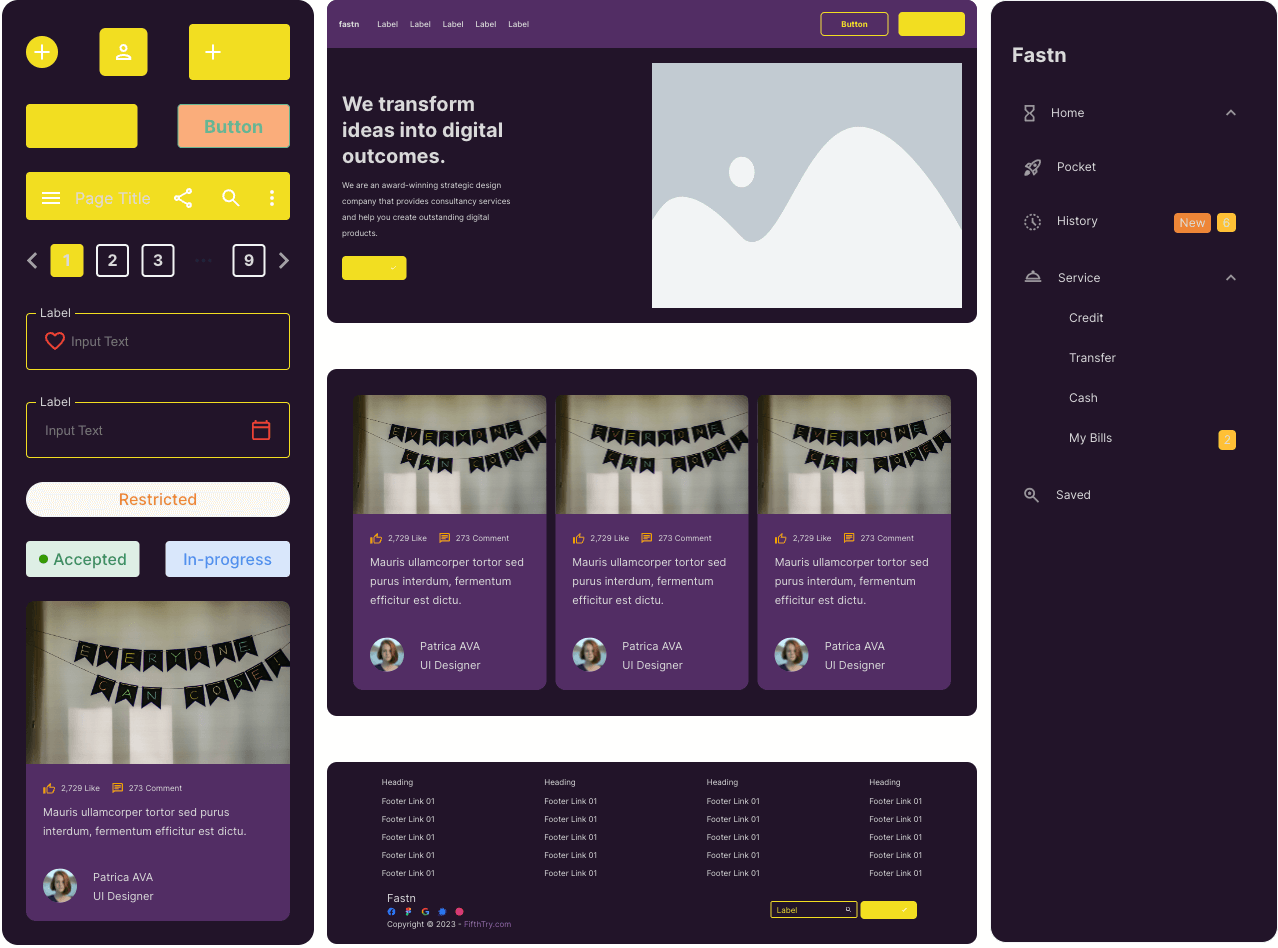 Button
Page Title
1 2 3 ... 9
Label
Input Text
Label
Input Text
Restricted
Accepted
In-progress
EVERYONE
CAN CODE!
2,729 Like 273 Comment
Mauris ullamcorper tortor sed purus
interdum, fermentum efficitur est dictu.
Patrica AVA
UI Designer
fastn Label Label Label Label Label Button
We transform
ideas into digital
outcomes.
We are an award-winning strategic design
company that provides consultancy services
and help you create outstanding digital
products.
EVERYONE
CAN CODE!
2,729 Like 273 Comment
Mauris ullamcorper tortor sed
purus interdum, fermentum
efficitur est dictu.
Patrica AVA
UI Designer
EVERYONE
CAN CODE!
2,729 Like 273 Comment
Mauris ullamcorper tortor sed
purus interdum, fermentum
efficitur est dictu.
Patrica AVA
UI Designer
EVERYONE
CAN CODE!
2,729 Like 273 Comment
Mauris ullamcorper tortor sed
purus interdum, fermentum
efficitur est dictu.
Patrica AVA
UI Designer
Heading Heading Heading Heading
Footer Link 01 Footer Link 01 Footer Link 01 Footer Link 01
Footer Link 01 Footer Link 01 Footer Link 01 Footer Link 01
Footer Link 01 Footer Link 01 Footer Link 01 Footer Link 01
Footer Link 01 Footer Link 01 Footer Link 01 Footer Link 01
Footer Link 01 Footer Link 01 Footer Link 01 Footer Link 01
Fastn
Label
Copyright © 2023 - FifthTry.com
Fastn
Home
Pocket
History New 6
Service
Credit
Transfer
Cash
My Bills 2
Saved